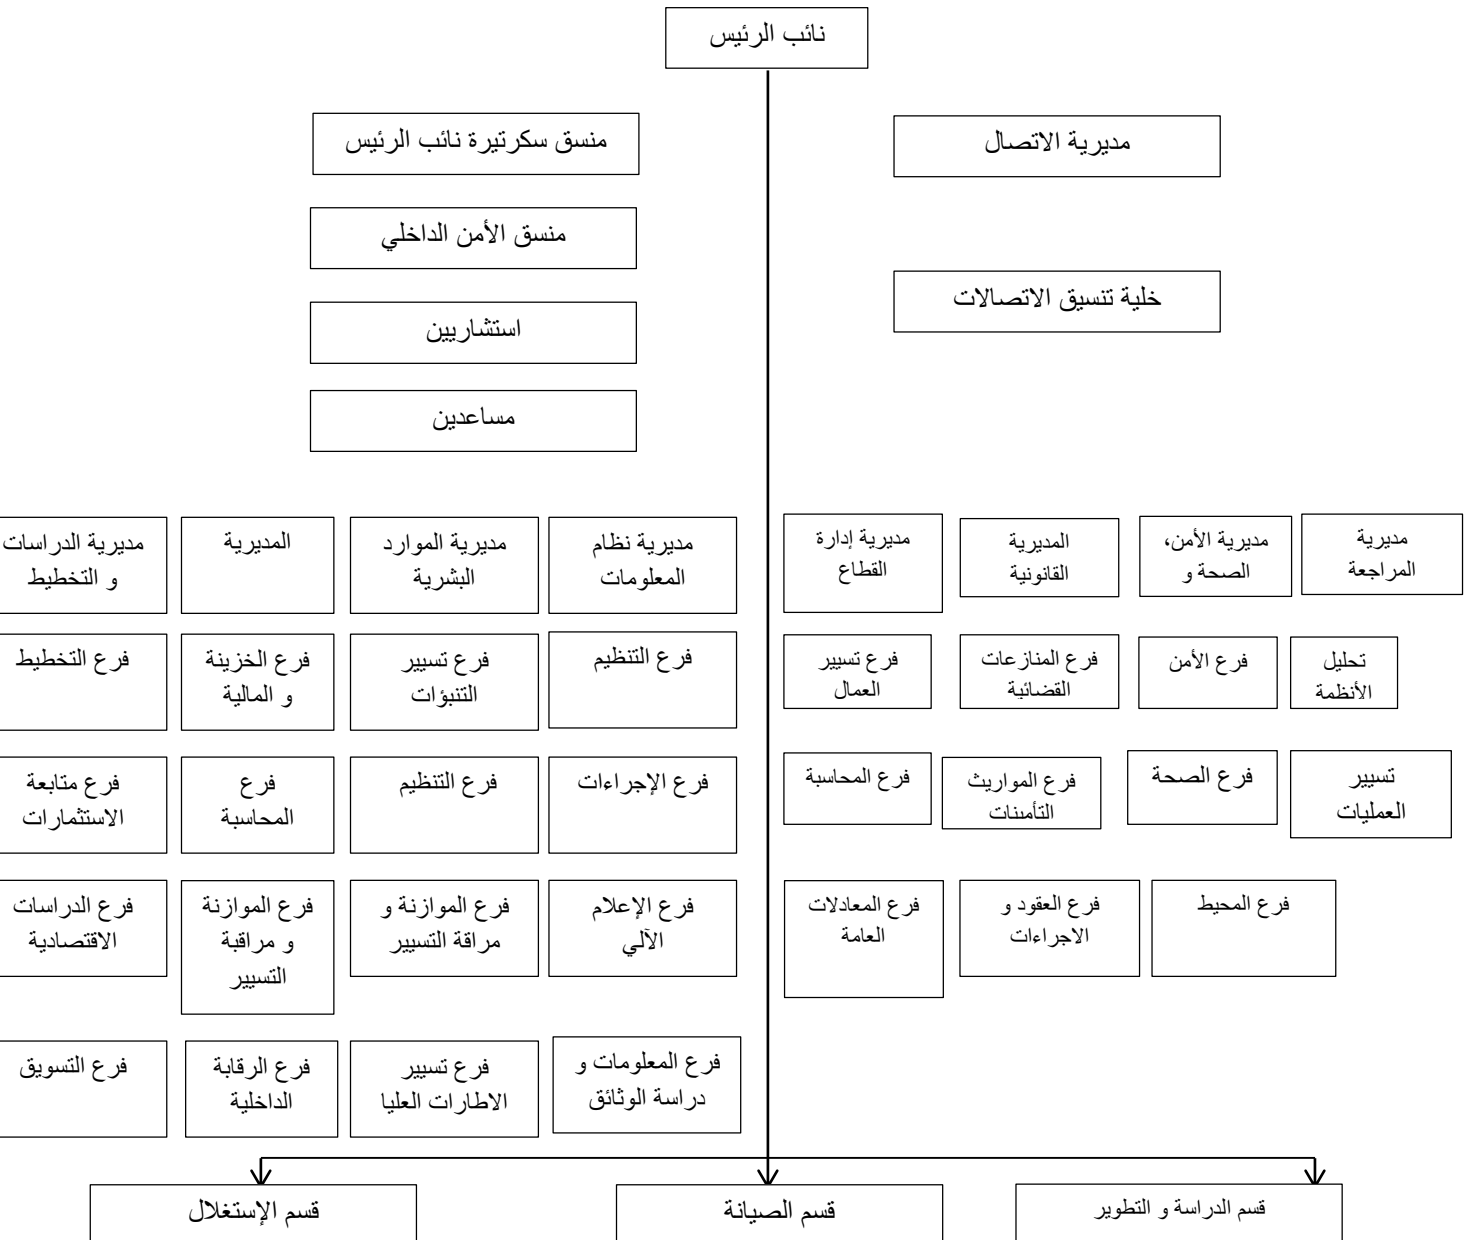 نائب الرئيس
مديرية الاتصال
منسق سكرتيرة نائب الرئيس
منسق الأمن الداخلي
خلية تنسيق الاتصالات
استشاريين
مساعدين
مديرية
المراجعة
مديرية الأمن،
الصحة و
المديرية
القانونية
مديرية إدارة
القطاع
مديرية نظام
المعلومات
مديرية الموارد
البشرية
المديرية
مديرية الدراسات
و التخطيط
تحليل
الأنظمة
فرع الأمن
فرع المنازعات
القضائية
فرع تسيير
العمال
فرع التنظيم
فرع تسيير
التنبؤات
فرع الخزينة
و المالية
فرع التخطيط
تسيير
العمليات
فرع الصحة
فرع المواريث
التأمينات
فرع المحاسبة
فرع الإجراءات
فرع التنظيم
فرع
المحاسبة
فرع متابعة
الاستثمارات
فرع المحيط
فرع العقود و
الاجراءات
فرع المعادلات
العامة
فرع الإعلام
الآلي
فرع الموازنة و
مراقة التسيير
فرع الموازنة
و مراقبة
التسيير
فرع الدراسات
الاقتصادية
فرع المعلومات و
دراسة الوثائق
فرع تسيير
الاطارات العليا
فرع الرقابة
الداخلية
فرع التسويق
قسم الدراسة و التطوير
قسم الصيانة
قسم الإستغلال